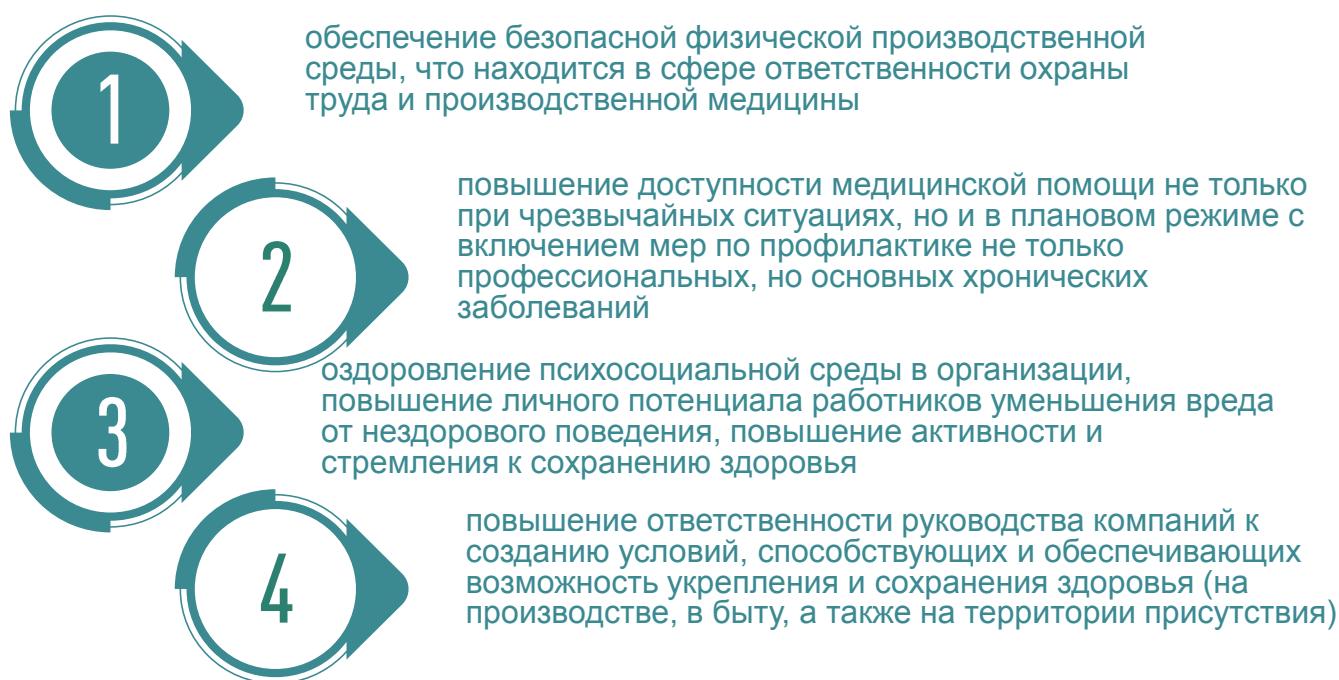 1
обеспечение безопасной физической производственной
среды, что находится в сфере ответственности охраны
труда и производственной медицины
2
повышение доступности медицинской помощи не только
при чрезвычайных ситуациях, но и в плановом режиме с
включением мер по профилактике не только
профессиональных, но основных хронических
заболеваний
3
оздоровление психосоциальной среды в организации,
повышение личного потенциала работников уменьшения вреда
от нездорового поведения, повышение активности и
стремления к сохранению здоровья
4
повышение ответственности руководства компаний к
созданию условий, способствующих и обеспечивающих
возможность укрепления и сохранения здоровья (на
производстве, в быту, а также на территории присутствия)